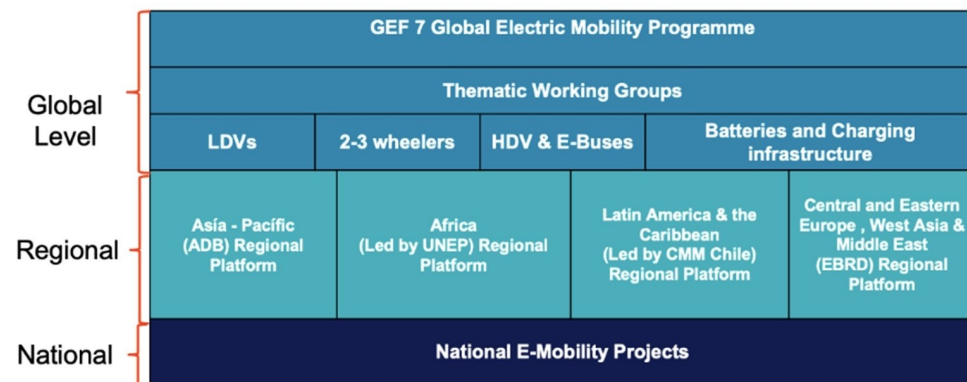 GEF 7 Global Electric Mobility Programme
Thematic Working Groups
Global
Level
LDVs
2-3 wheelers
HDV & E-Buses
Batteries and Charging
infrastructure
Regional
Asía - Pacífic
(ADB) Regional
Platform
Africa
(Led by UNEP) Regional
Platform
Latin America & the
Caribbean
(Led by CMM Chile)
Regional Platform
Central and Eastern
Europe , West Asia &
Middle East
(EBRD) Regional
Platform
National
National E-Mobility Projects